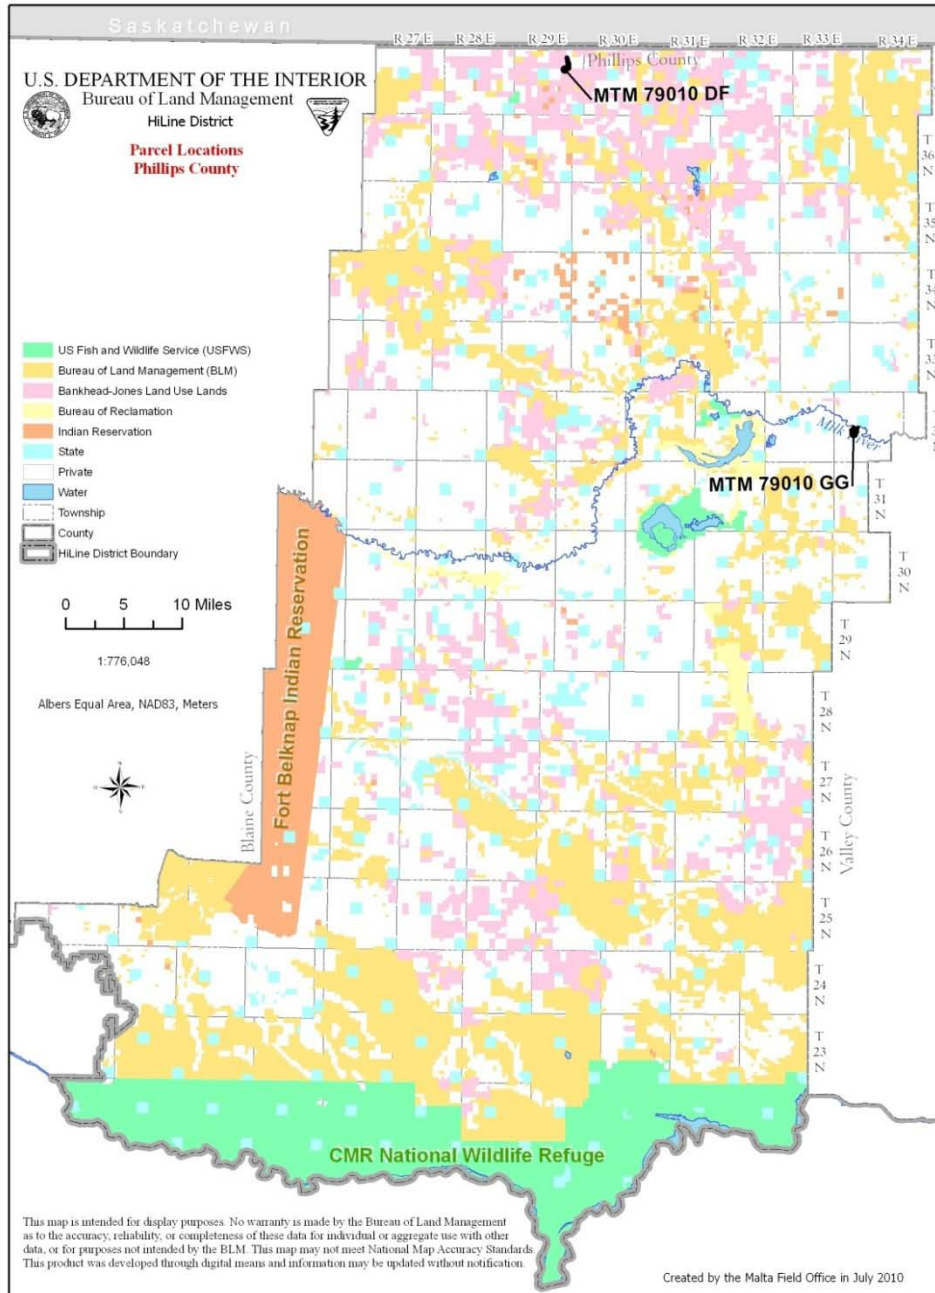 Saskatchewan
R 27 E R 28 E R 29 E R 30 E R 31 E R 32 E R 33 E R 34 E
U.S. DEPARTMENT OF THE INTERIOR
Bureau of Land Management
HiLine District
Parcel Locations
Phillips County
Phillips County
MTM 79010 DF
T
36
N
T
35
N
T
34
N
T
33
N
US Fish and Wildlife Service (USFWS)
Bureau of Land Management (BLM)
Bankhead-Jones Land Use Lands
Bureau of Reclamation
Indian Reservation
State
Private
Water
Township
County
HiLine District Boundary
Milk River
MTM 79010 GG
T
31
N
T
30
N
T
29
N
T
28
N
T
27
N
T
26
N
T
25
N
T
24
N
T
23
N
0 5 10 Miles
1:776,048
Albers Equal Area, NAD83, Meters
Blaine County
Fort Belknap Indian Reservation
Valley County
CMR National Wildlife Refuge
This map is intended for display purposes. No warranty is made by the Bureau of Land Management
as to the accuracy, reliability, or completeness of these data for individual or aggregate use with other
data, or for purposes not intended by the BLM. This map may not meet National Map Accuracy Standards
This product was developed through digital means and information may be updated without notification.
Created by the Malta Field Office in July 2010